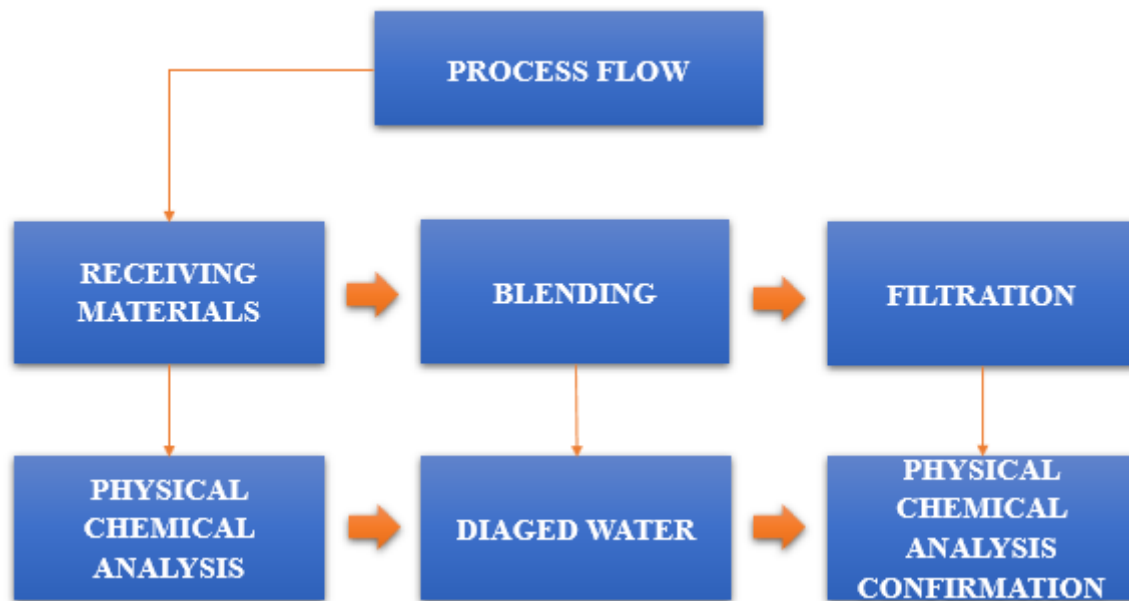 PROCESS FLOW
RECEIVING
MATERIALS
BLENDING
FILTRATION
PHYSICAL
CHEMICAL
ANALYSIS
DIAGED WATER
PHYSICAL
CHEMICAL
ANALYSIS
CONFIRMATION